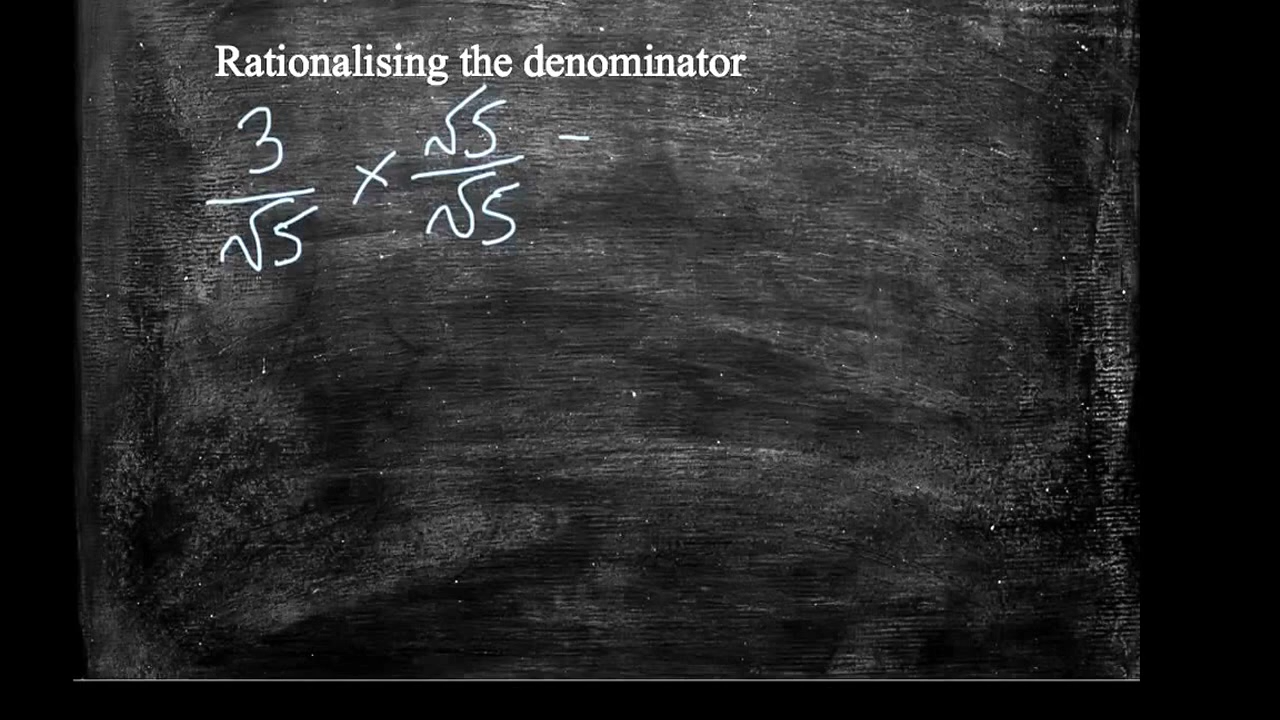 Rationalising the denominator
3/√5 × √5/√5 –